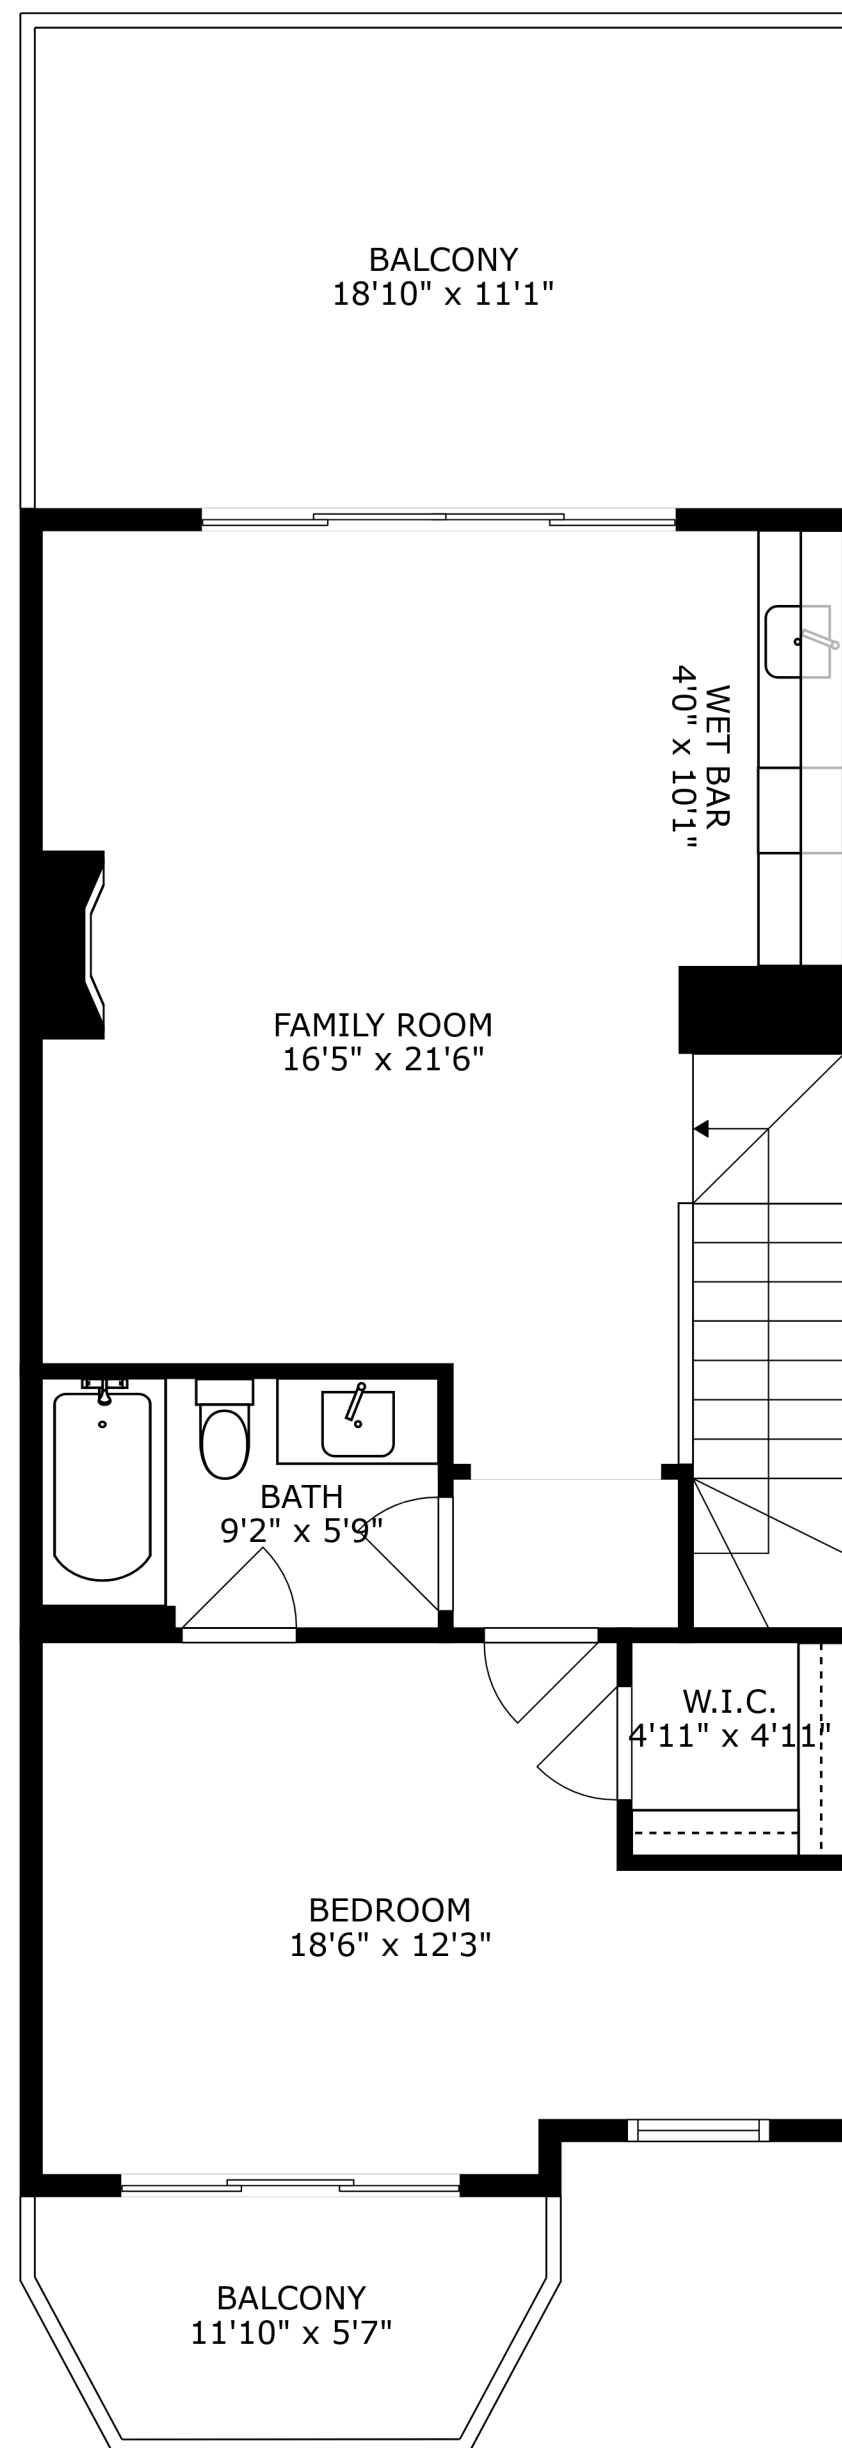 BALCONY
18'10" x 11'1"
WET BAR
4'0" x 10'1"
FAMILY ROOM
16'5" x 21'6"
BATH
9'2" x 5'9"
W.I.C.
4'11" x 4'11"
BEDROOM
18'6" x 12'3"
BALCONY
11'10" x 5'7"